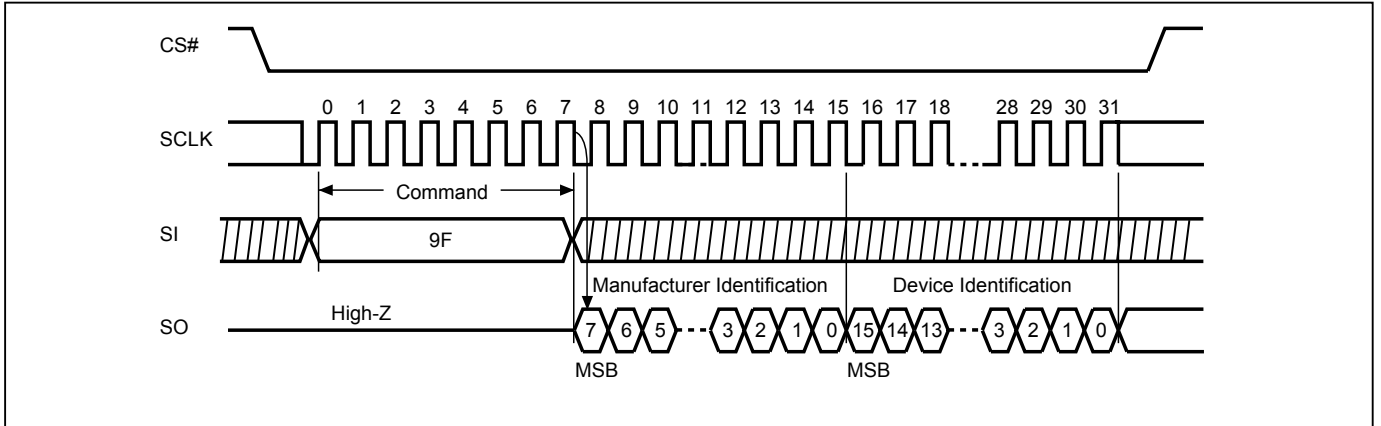 CS#
0 1 2 3 4 5 6 7 8 9 10 11 12 13 14 15 16 17 18 28 29 30 31
SCLK
Command
SI
9F
Manufacturer Identification Device Identification
High-Z
SO
7 6 5 3 2 1 0 15 14 13 3 2 1 0
MSB MSB